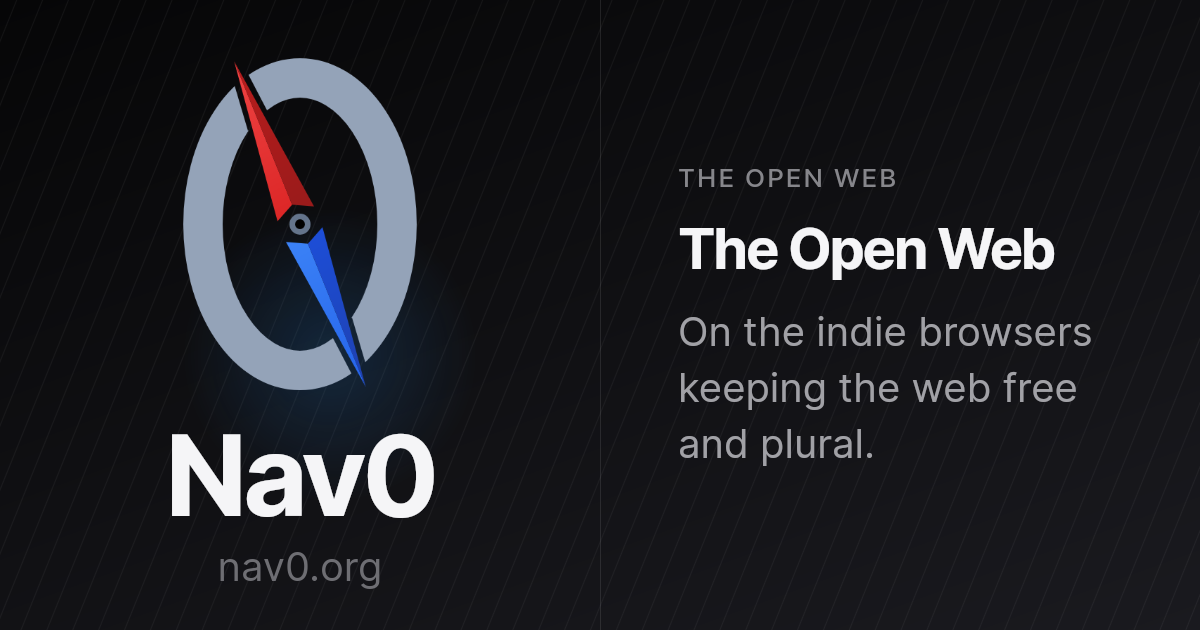 Nav0
nav0.org
THE OPEN WEB
The Open Web
On the indie browsers
keeping the web free
and plural.